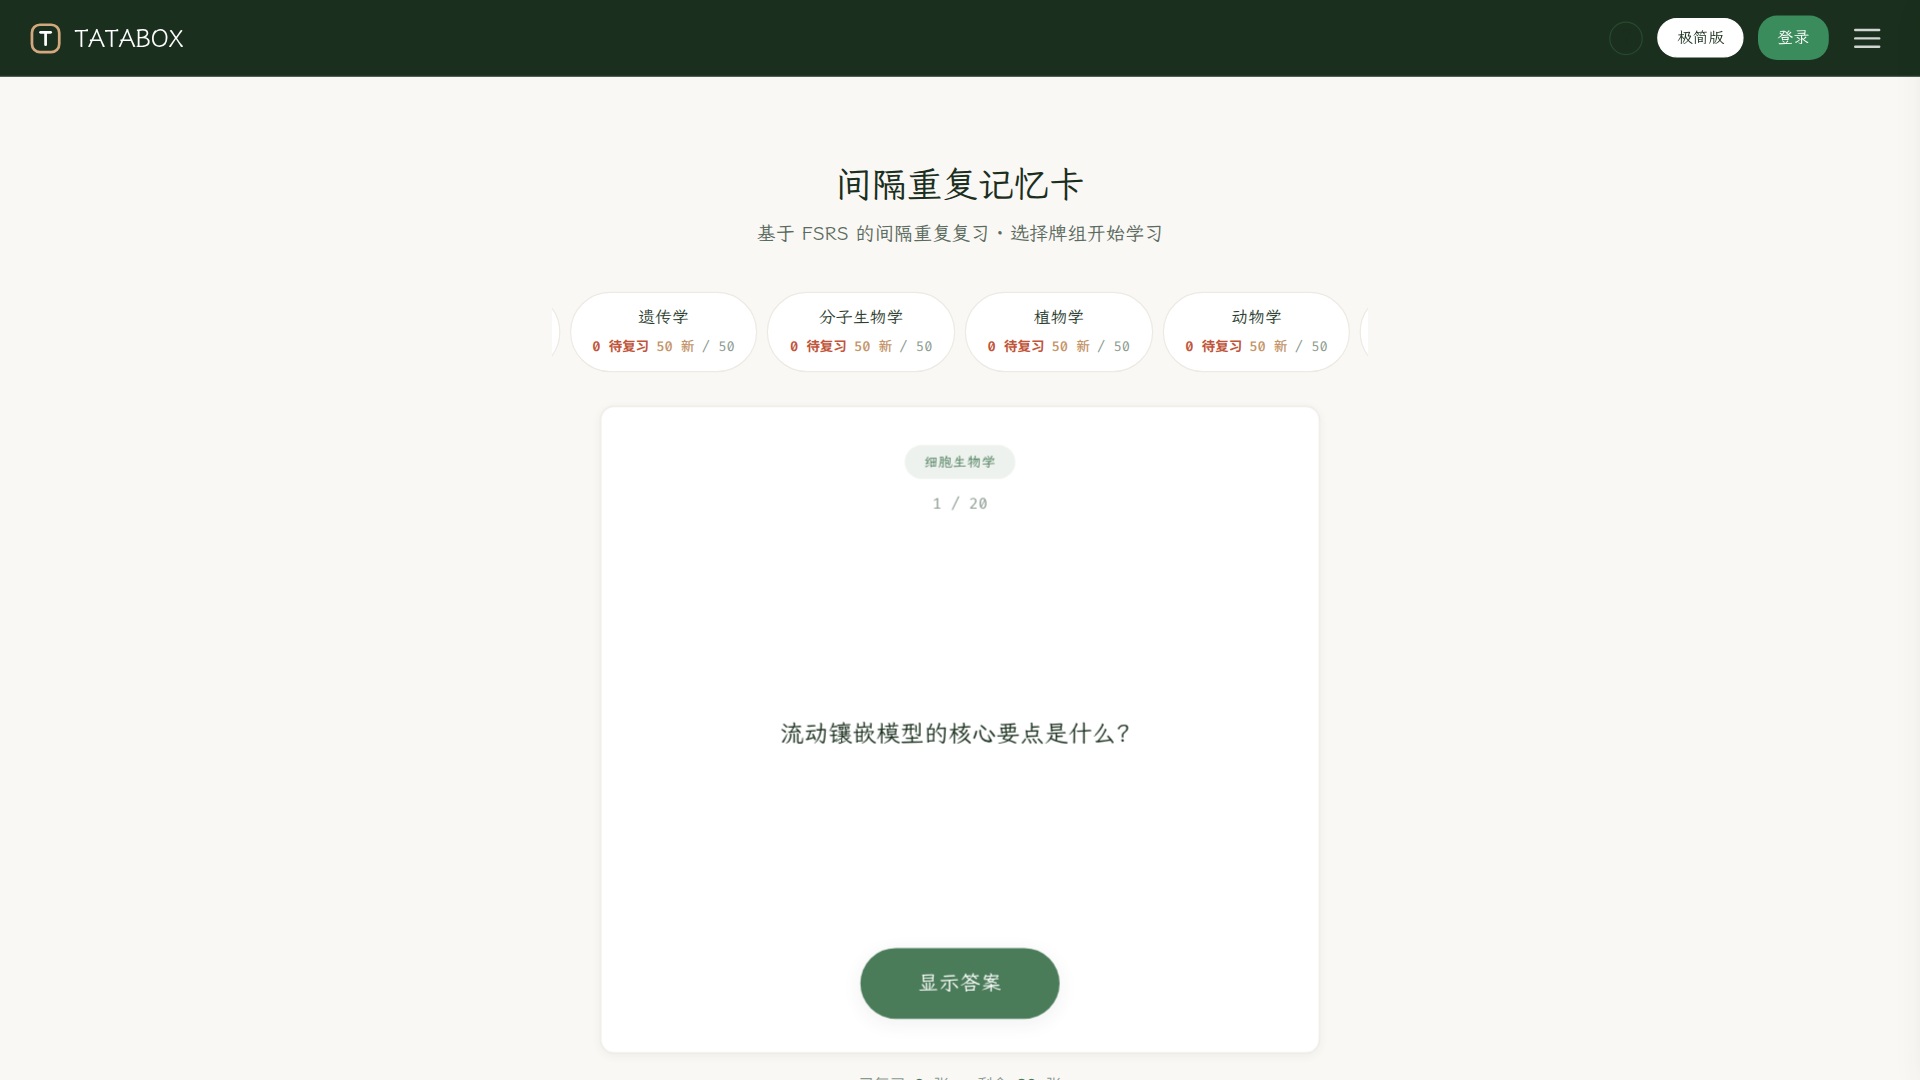 TATABOX
极简版
登录
间隔重复记忆卡
基于 FSRS 的间隔重复复习 · 选择牌组开始学习
遗传学
0 待复习 50 新 / 50
分子生物学
0 待复习 50 新 / 50
植物学
0 待复习 50 新 / 50
动物学
0 待复习 50 新 / 50
细胞生物学
1 / 20
流动镶嵌模型的核心要点是什么?
显示答案